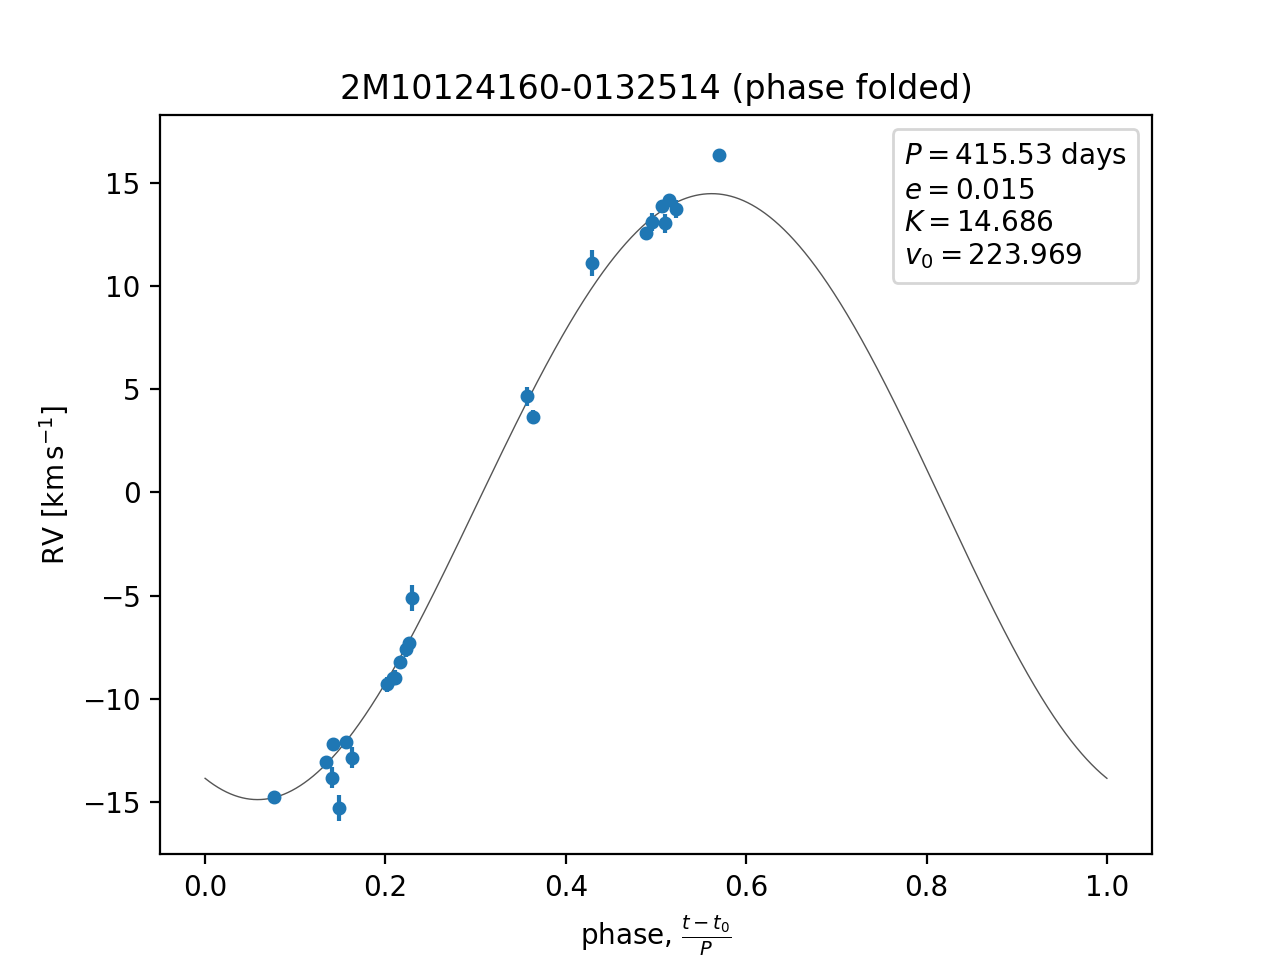 2M10124160-0132514 (phase folded)
P = 415.53 days
e = 0.015
K = 14.686
v₀ = 223.969
15
10
5
0
−5
−10
−15
RV [km s⁻¹]
0.0 0.2 0.4 0.6 0.8 1.0
phase, (t − t₀)/P